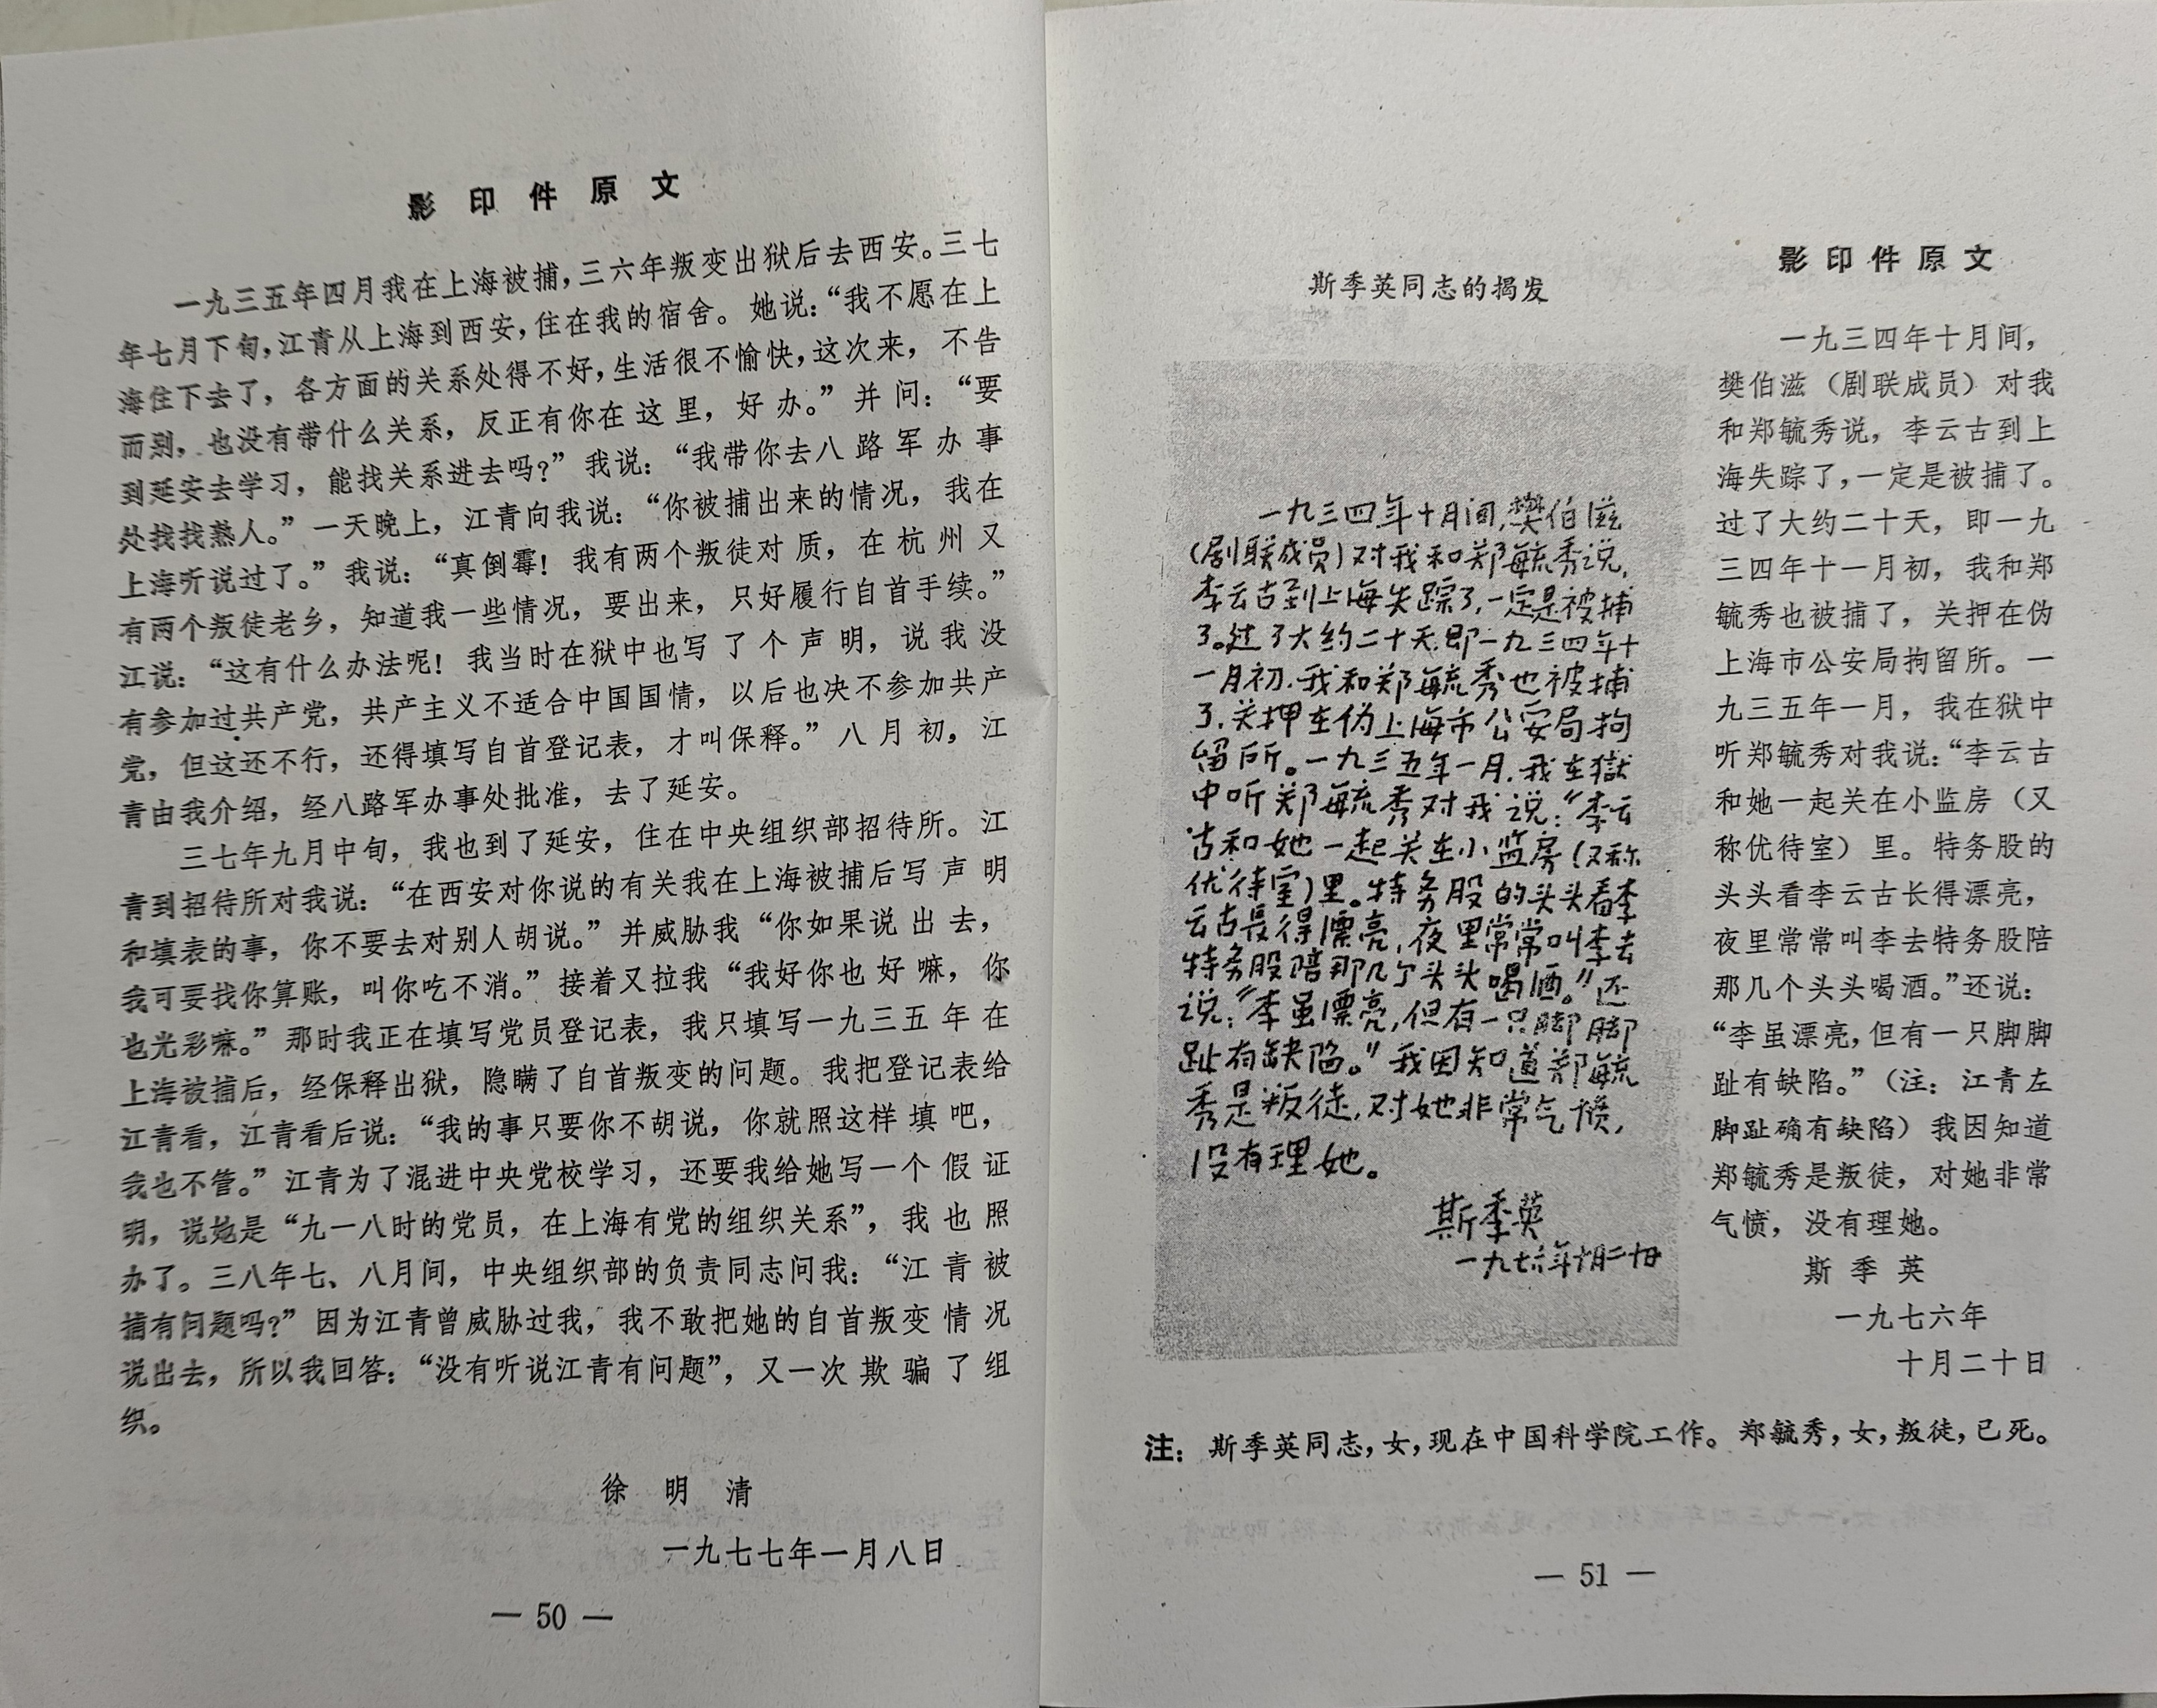 影印件原文
一九三五年四月我在上海被捕，三六年叛变出狱后去西安。三七
年七月下旬，江青从上海到西安，住在我的宿舍。她说：“我不愿在上
海住下去了，各方面的关系处得不好，生活很不愉快，这次来，不告
而别，也没有带什么关系，反正有你在这里，好办。”并问：“要
到延安去学习，能找关系进去吗？”我说：“我带你去八路军办事
处找找熟人。”一天晚上，江青向我说：“你被捕出来的情况，我在
上海听说过了。”我说：“真倒霉！我有两个叛徒对质，在杭州又
有两个叛徒老乡，知道我一些情况，要出来，只好履行自首手续。”
江说：“这有什么办法呢！我当时在狱中也写了个声明，说我没
有参加过共产党，共产主义不适合中国国情，以后也决不参加共产
党，但这还不行，还得填写自首登记表，才叫保释。”八月初，江
青由我介绍，经八路军办事处批准，去了延安。
三七年九月中旬，我也到了延安，住在中央组织部招待所。江
青到招待所对我说：“在西安对你说的有关我在上海被捕后写声明
和填表的事，你不要去对别人胡说。”并威胁我“你如果说出去，
我可要找你算账，叫你吃不消。”接着又拉我“我好你也好嘛，你
也光彩嘛。”那时我正在填写党员登记表，我只填写一九三五年在
上海被捕后，经保释出狱，隐瞒了自首叛变的问题。我把登记表给
江青看，江青看后说：“我的事只要你不胡说，你就照这样填吧，
我也不管。”江青为了混进中央党校学习，还要我给她写一个假证
明，说她是“九一八时的党员，在上海有党的组织关系”，我也照
办了。三八年七、八月间，中央组织部的负责同志问我：“江青被
捕有问题吗？”因为江青曾威胁过我，我不敢把她的自首叛变情况
说出去，所以我回答：“没有听说江青有问题”，又一次欺骗了组
织。
徐明清
一九七七年一月八日
— 50 —
斯季英同志的揭发
一九三四年十月间，樊伯滋
（剧联成员）对我和郑毓秀说，
李云古到上海失踪了，一定是被捕
了。过了大约二十天，即一九三四年十
一月初，我和郑毓秀也被捕
了，关押在伪上海市公安局拘
留所。一九三五年一月，我在獄
中听郑毓秀对我说：“李云
古和她一起关在小监房（又称
优待室）里。特务股的头头看李
云古長得漂亮，夜里常常叫李去
特务股陪那几个头头喝酒。”还
说：“李虽漂亮，但有一只脚脚
趾有缺陷。”我因知道郑毓
秀是叛徒，对她非常气愤，
没有理她。
斯季英
一九七六年十月二十日
影印件原文
一九三四年十月间，
樊伯滋（剧联成员）对我
和郑毓秀说，李云古到上
海失踪了，一定是被捕了。
过了大约二十天，即一九
三四年十一月初，我和郑
毓秀也被捕了，关押在伪
上海市公安局拘留所。一
九三五年一月，我在狱中
听郑毓秀对我说：“李云古
和她一起关在小监房（又
称优待室）里。特务股的
头头看李云古长得漂亮，
夜里常常叫李去特务股陪
那几个头头喝酒。”还说：
“李虽漂亮，但有一只脚脚
趾有缺陷。”（注：江青左
脚趾确有缺陷）我因知道
郑毓秀是叛徒，对她非常
气愤，没有理她。
斯季英
一九七六年
十月二十日
注：斯季英同志，女，现在中国科学院工作。郑毓秀，女，叛徒，已死。
— 51 —